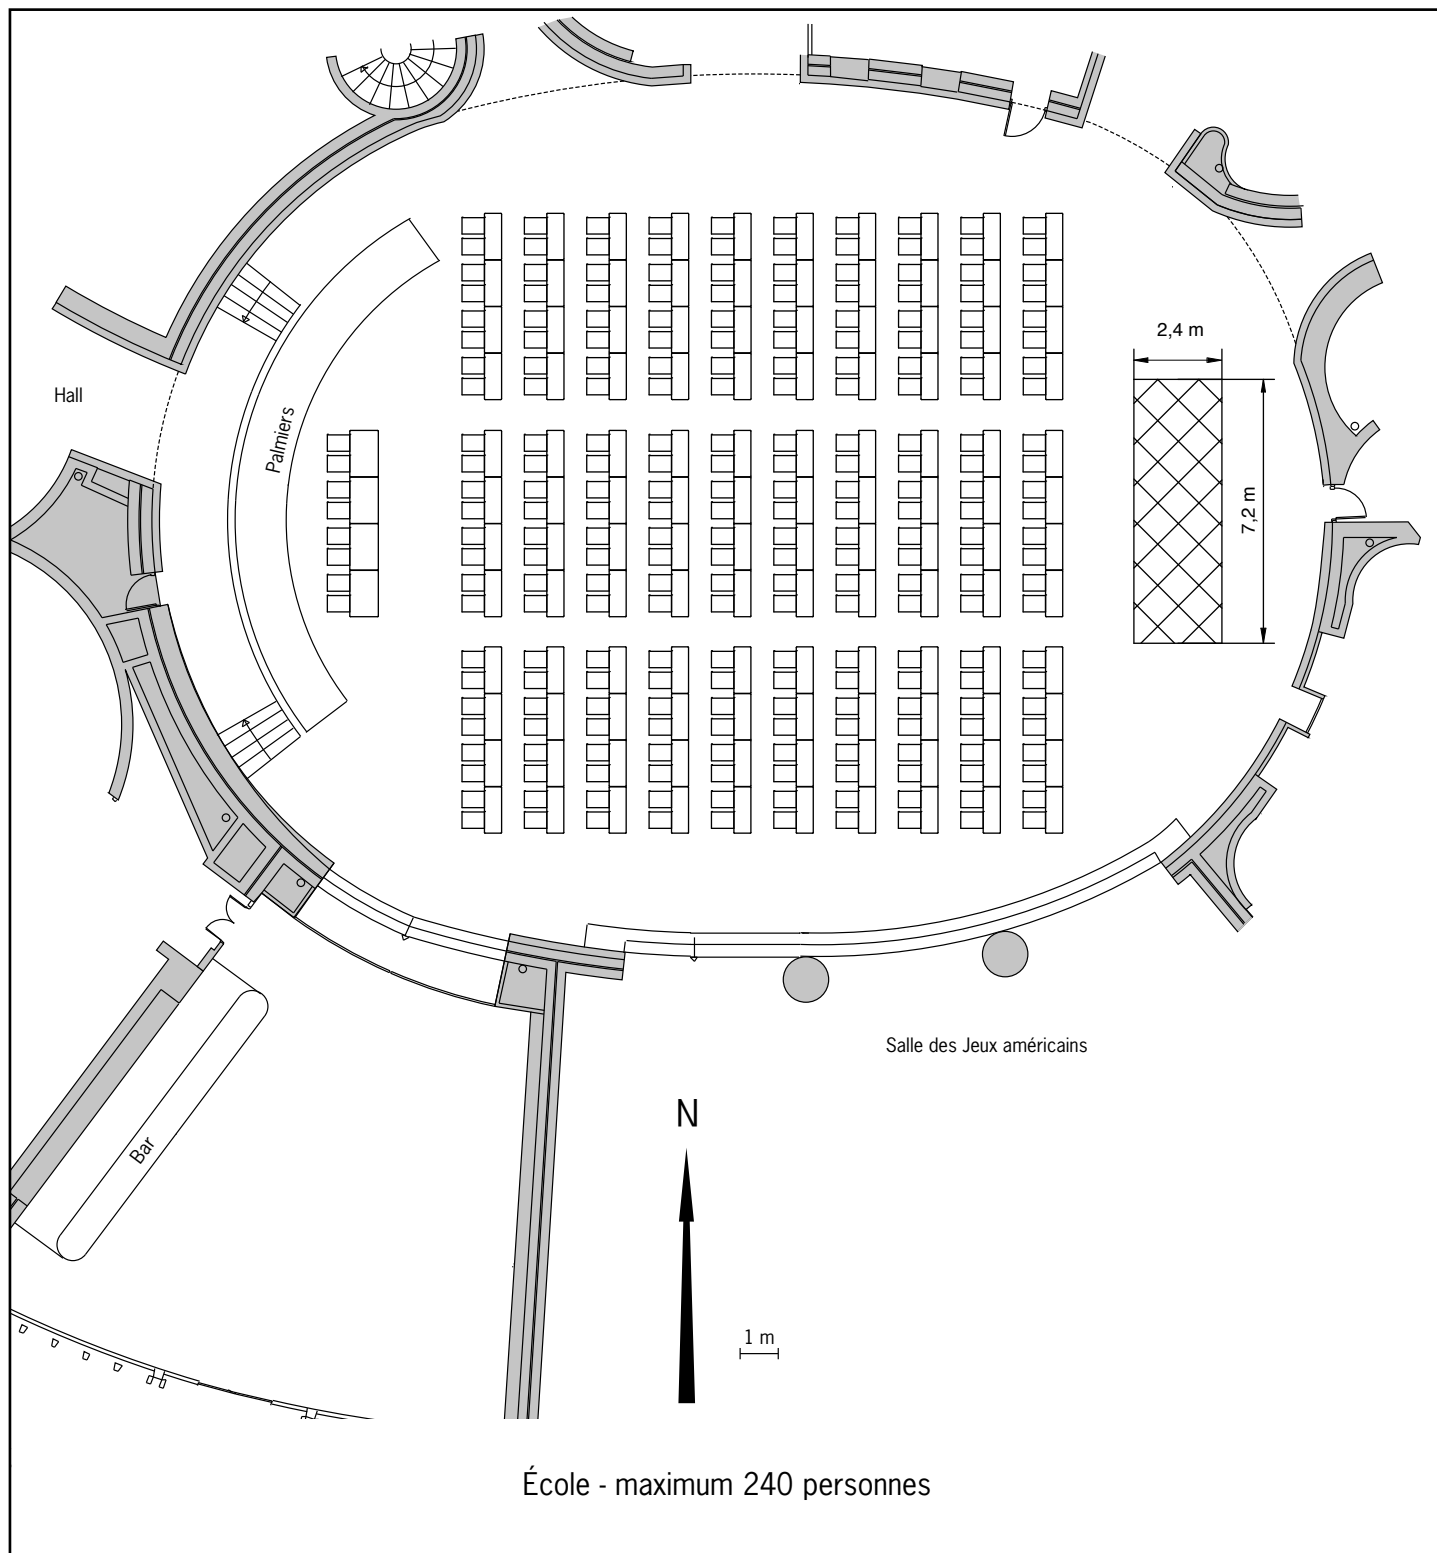 2,4 m
Hall
Palmiers
7,2 m
Salle des Jeux américains
N
Bar
1 m
École - maximum 240 personnes